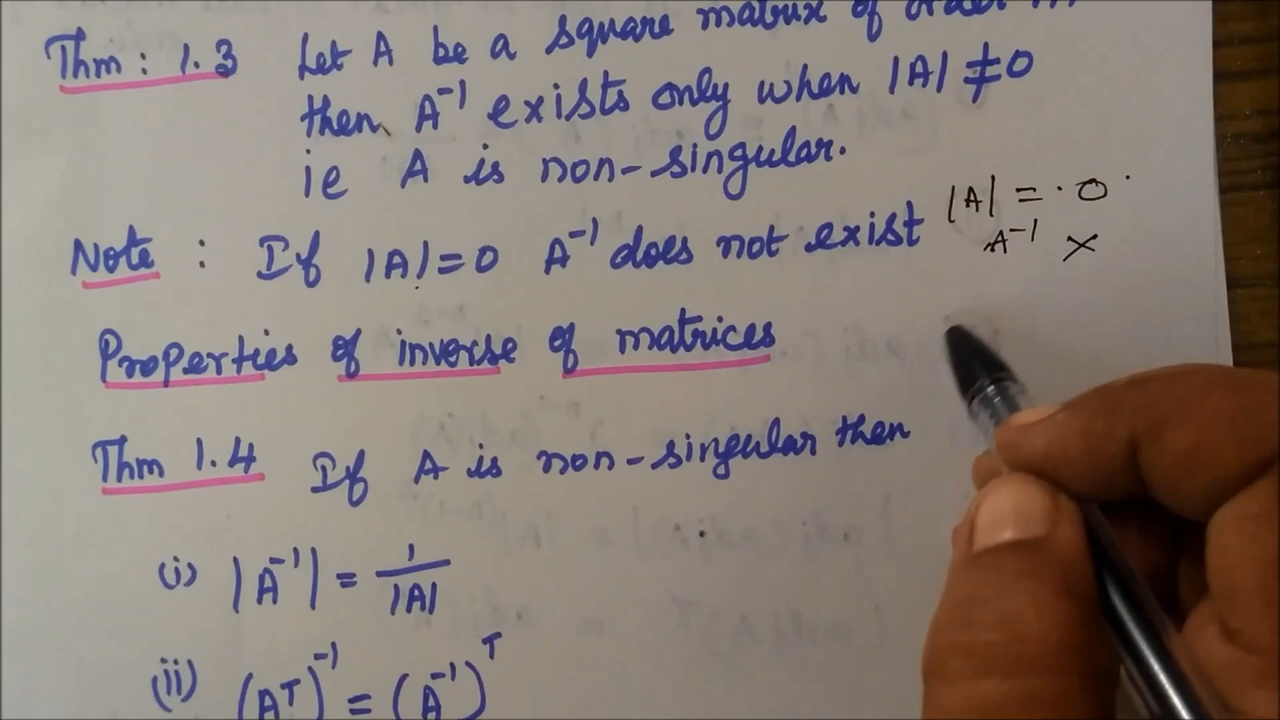 Thm : 1.3 Let A be a square matrix of order
then A⁻¹ exists only when |A| ≠ 0
ie A is non-singular.
Note : If |A| = 0 A⁻¹ does not exist |A| = 0
A⁻¹ ×
Properties of inverse of matrices
Thm 1.4 If A is non-singular then
(i) |A⁻¹| = 1/|A|
(ii) (Aᵀ)⁻¹ = (A⁻¹)ᵀ